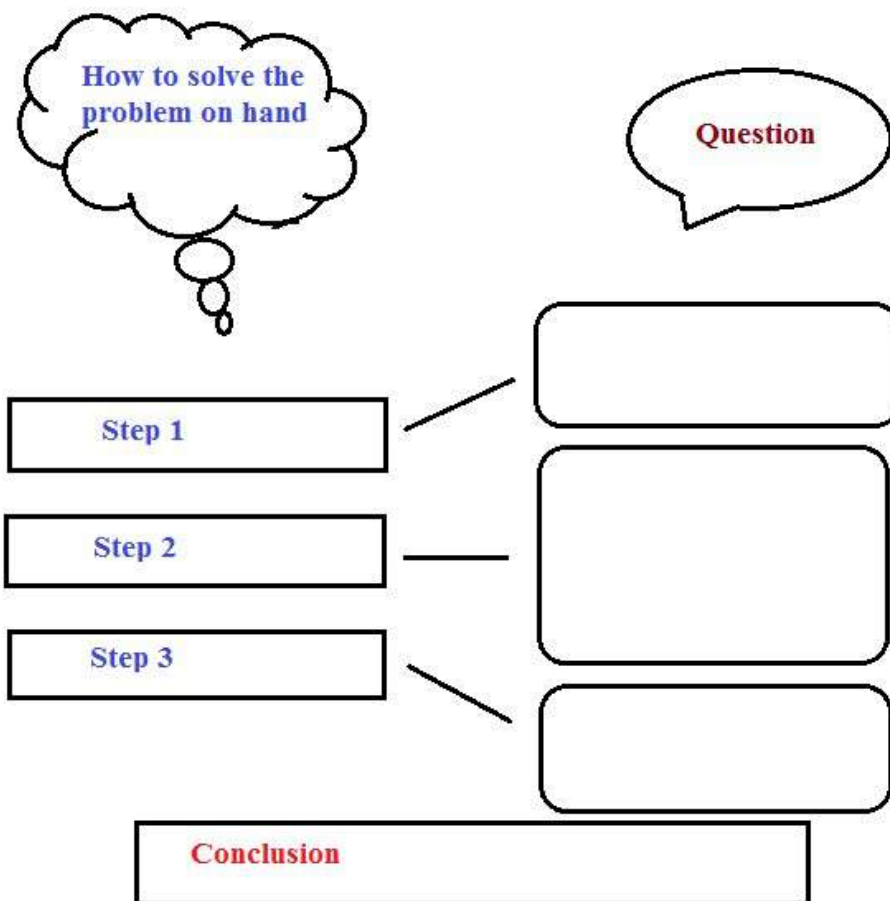 How to solve the
problem on hand
Question
Step 1
Step 2
Step 3
Conclusion